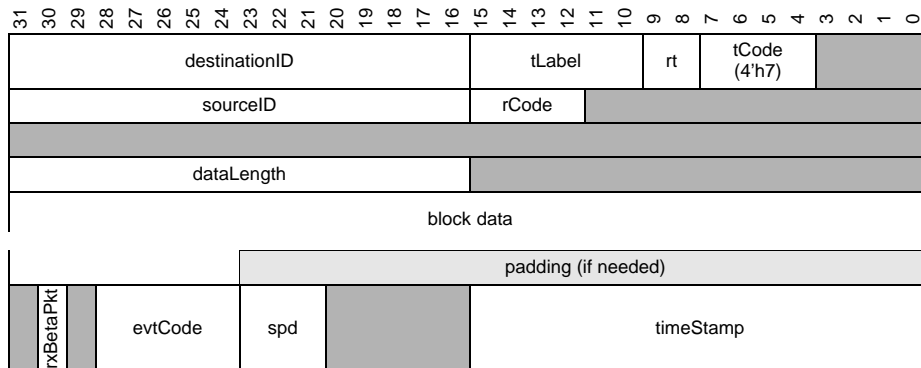 31 30 29 28 27 26 25 24 23 22 21 20 19 18 17 16 15 14 13 12 11 10 9 8 7 6 5 4 3 2 1 0
destinationID tLabel rt tCode
(4'h7)
sourceID rCode
dataLength
block data
padding (if needed)
rxBetaPkt evtCode spd timeStamp